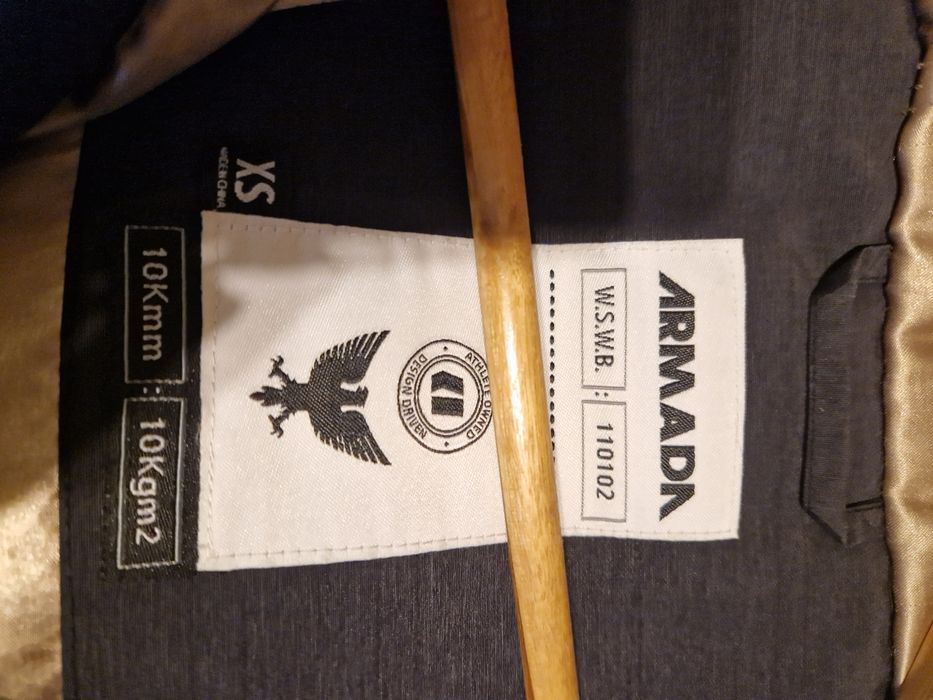 ARMADA
W.S.W.B. : 110102
ATHLETE OWNED
DESIGN DRIVEN
10Kmm : 10Kgm2
XS
MADE IN CHINA